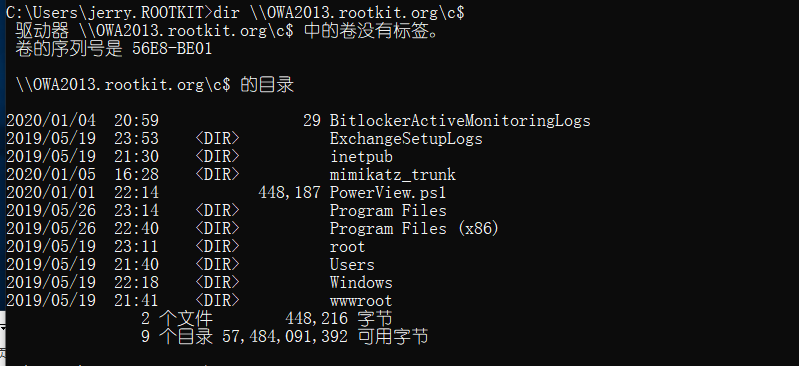 C:\Users\jerry.ROOTKIT>dir \\OWA2013.rootkit.org\c$
驱动器 \\OWA2013.rootkit.org\c$ 中的卷没有标签。
卷的序列号是 56E8-BE01
\\OWA2013.rootkit.org\c$ 的目录
2020/01/04  20:59                29 BitlockerActiveMonitoringLogs
2019/05/19  23:53    <DIR>          ExchangeSetupLogs
2019/05/19  21:30    <DIR>          inetpub
2020/01/05  16:28    <DIR>          mimikatz_trunk
2020/01/01  22:14           448,187 PowerView.ps1
2019/05/26  23:14    <DIR>          Program Files
2019/05/26  22:40    <DIR>          Program Files (x86)
2019/05/19  23:11    <DIR>          root
2019/05/19  21:40    <DIR>          Users
2019/05/19  22:18    <DIR>          Windows
2019/05/19  21:41    <DIR>          wwwroot
2 个文件        448,216 字节
9 个目录 57,484,091,392 可用字节